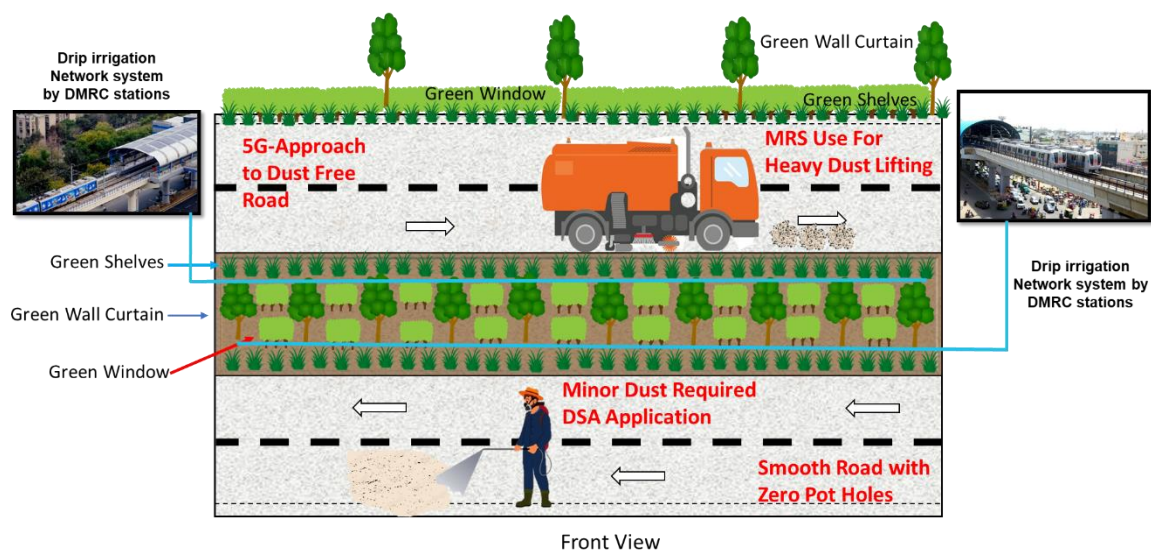 Drip irrigation
Network system
by DMRC stations
Green Wall Curtain
Green Window
Green Shelves
5G-Approach
to Dust Free
Road
MRS Use For
Heavy Dust Lifting
Green Shelves
Green Wall Curtain
Green Window
Drip irrigation
Network system by
DMRC stations
Minor Dust Required
DSA Application
Smooth Road with
Zero Pot Holes
Front View